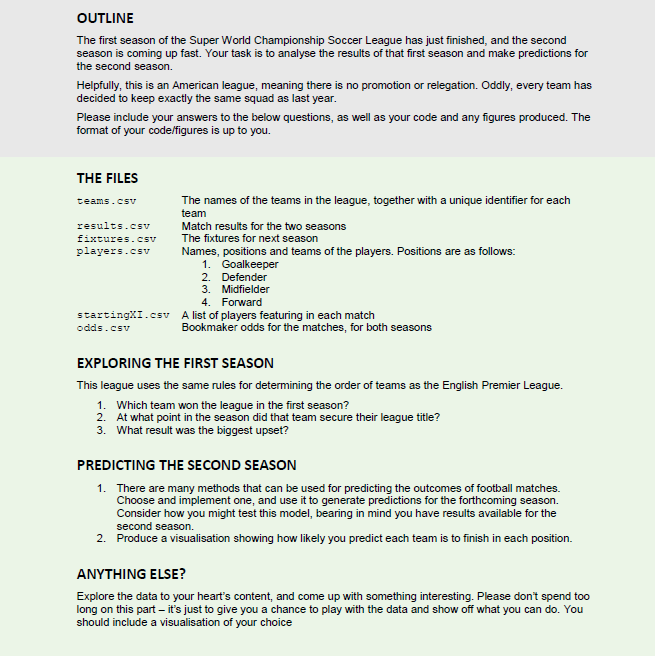 OUTLINE
The first season of the Super World Championship Soccer League has just finished, and the second
season is coming up fast. Your task is to analyse the results of that first season and make predictions for
the second season.
Helpfully, this is an American league, meaning there is no promotion or relegation. Oddly, every team has
decided to keep exactly the same squad as last year.
Please include your answers to the below questions, as well as your code and any figures produced. The
format of your code/figures is up to you.
THE FILES
teams.csv The names of the teams in the league, together with a unique identifier for each
team
results.csv Match results for the two seasons
fixtures.csv The fixtures for next season
players.csv Names, positions and teams of the players. Positions are as follows:
1. Goalkeeper
2. Defender
3. Midfielder
4. Forward
startingXI.csv A list of players featuring in each match
odds.csv Bookmaker odds for the matches, for both seasons
EXPLORING THE FIRST SEASON
This league uses the same rules for determining the order of teams as the English Premier League.
1. Which team won the league in the first season?
2. At what point in the season did that team secure their league title?
3. What result was the biggest upset?
PREDICTING THE SECOND SEASON
1. There are many methods that can be used for predicting the outcomes of football matches.
Choose and implement one, and use it to generate predictions for the forthcoming season.
Consider how you might test this model, bearing in mind you have results available for the
second season.
2. Produce a visualisation showing how likely you predict each team is to finish in each position.
ANYTHING ELSE?
Explore the data to your heart's content, and come up with something interesting. Please don't spend too
long on this part – it's just to give you a chance to play with the data and show off what you can do. You
should include a visualisation of your choice